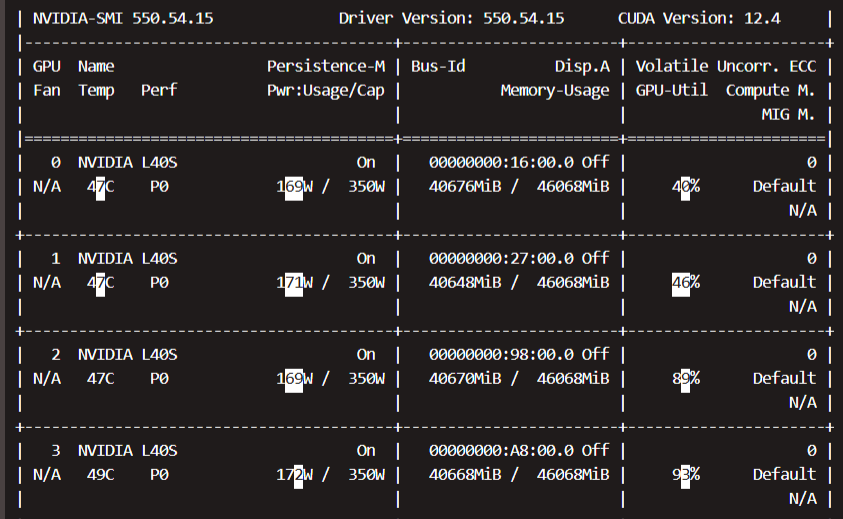 | NVIDIA-SMI 550.54.15              Driver Version: 550.54.15      CUDA Version: 12.4     |
|-----------------------------------------+------------------------+----------------------+
| GPU  Name                 Persistence-M | Bus-Id          Disp.A | Volatile Uncorr. ECC |
| Fan  Temp   Perf          Pwr:Usage/Cap |           Memory-Usage | GPU-Util  Compute M. |
|                                         |                        |               MIG M. |
|=========================================+========================+======================|
|   0  NVIDIA L40S                    On  |   00000000:16:00.0 Off |                    0 |
| N/A   47C    P0            169W /  350W |   40676MiB /  46068MiB |     40%      Default |
|                                         |                        |                  N/A |
+-----------------------------------------+------------------------+----------------------+
|   1  NVIDIA L40S                    On  |   00000000:27:00.0 Off |                    0 |
| N/A   47C    P0            171W /  350W |   40648MiB /  46068MiB |     46%      Default |
|                                         |                        |                  N/A |
+-----------------------------------------+------------------------+----------------------+
|   2  NVIDIA L40S                    On  |   00000000:98:00.0 Off |                    0 |
| N/A   47C    P0            169W /  350W |   40670MiB /  46068MiB |     89%      Default |
|                                         |                        |                  N/A |
+-----------------------------------------+------------------------+----------------------+
|   3  NVIDIA L40S                    On  |   00000000:A8:00.0 Off |                    0 |
| N/A   49C    P0            172W /  350W |   40668MiB /  46068MiB |     93%      Default |
|                                         |                        |                  N/A |